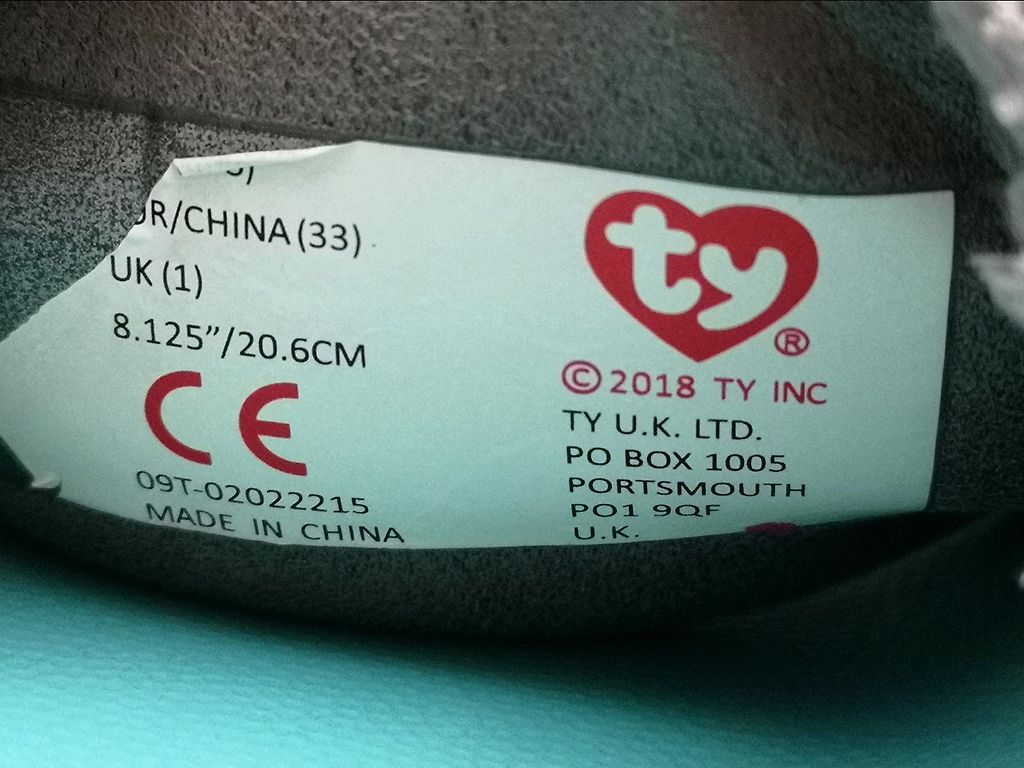 UR/CHINA (33)
UK (1)
8.125”/20.6CM
CE
09T-02022215
MADE IN CHINA
ty
®
© 2018 TY INC
TY U.K. LTD.
PO BOX 1005
PORTSMOUTH
PO1 9QF
U.K.